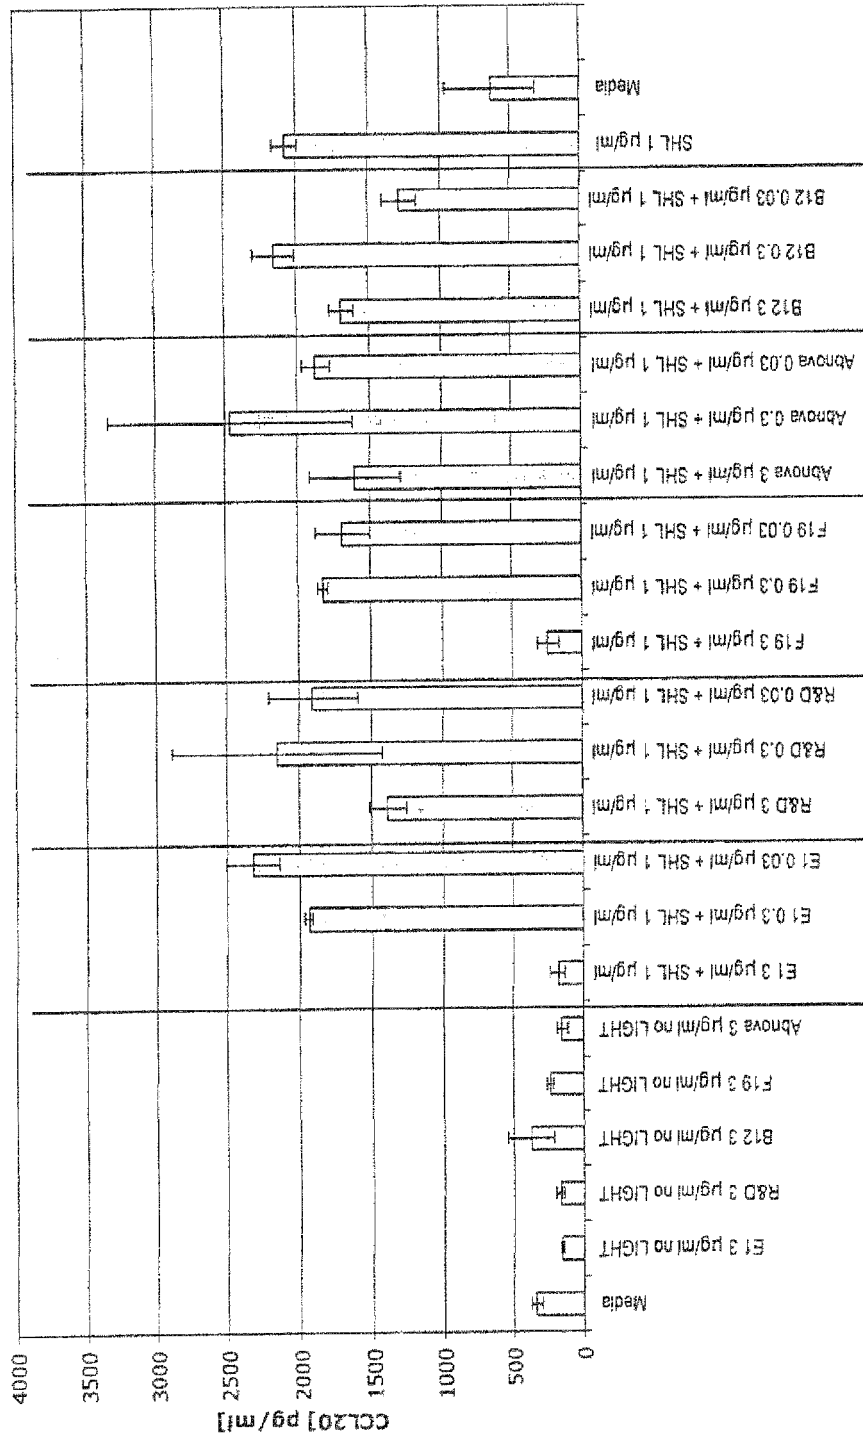 CCL20] pg/ml]
4000
3500
3000
2500
2000
1500
1000
500
0
Media
E1 3 µg/ml no LIGHT
R&D 3 µg/ml no LIGHT
B12 3 µg/ml no LIGHT
F19 3 µg/ml no LIGHT
Abnova 3 µg/ml no LIGHT
E1 3 µg/ml + SHL 1 µg/ml
E1 0.3 µg/ml + SHL 1 µg/ml
E1 0.03 µg/ml + SHL 1 µg/ml
R&D 3 µg/ml + SHL 1 µg/ml
R&D 0.3 µg/ml + SHL 1 µg/ml
R&D 0.03 µg/ml + SHL 1 µg/ml
F19 3 µg/ml + SHL 1 µg/ml
F19 0.3 µg/ml + SHL 1 µg/ml
F19 0.03 µg/ml + SHL 1 µg/ml
Abnova 3 µg/ml + SHL 1 µg/ml
Abnova 0.3 µg/ml + SHL 1 µg/ml
Abnova 0.03 µg/ml + SHL 1 µg/ml
B12 3 µg/ml + SHL 1 µg/ml
B12 0.3 µg/ml + SHL 1 µg/ml
B12 0.03 µg/ml + SHL 1 µg/ml
SHL 1 µg/ml
Media